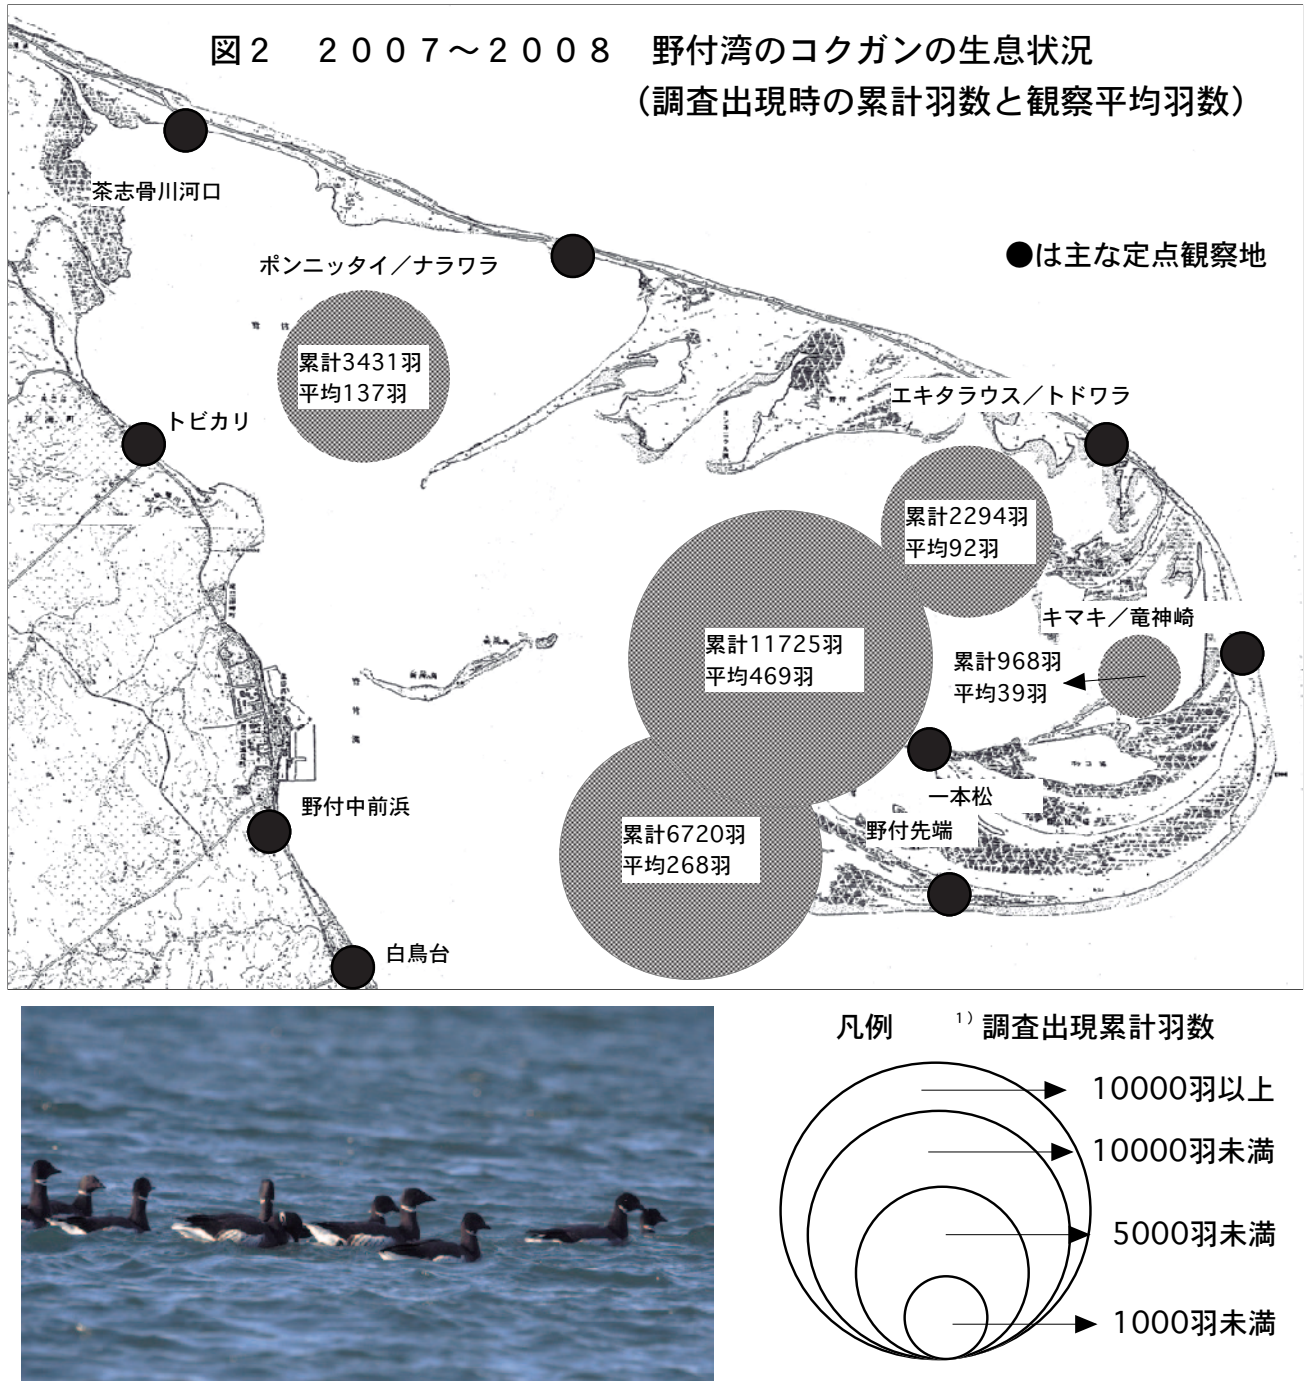 図２　２００７～２００８　野付湾のコクガンの生息状況
（調査出現時の累計羽数と観察平均羽数）
茶志骨川河口
ポンニッタイ／ナラワラ
●は主な定点観察地
累計3431羽
平均137羽
エキタラウス／トドワラ
トビカリ
累計2294羽
平均92羽
キマキ／竜神崎
累計11725羽
平均469羽
累計968羽
平均39羽
一本松
野付中前浜
野付先端
累計6720羽
平均268羽
白鳥台
凡例　1）調査出現累計羽数
10000羽以上
10000羽未満
5000羽未満
1000羽未満